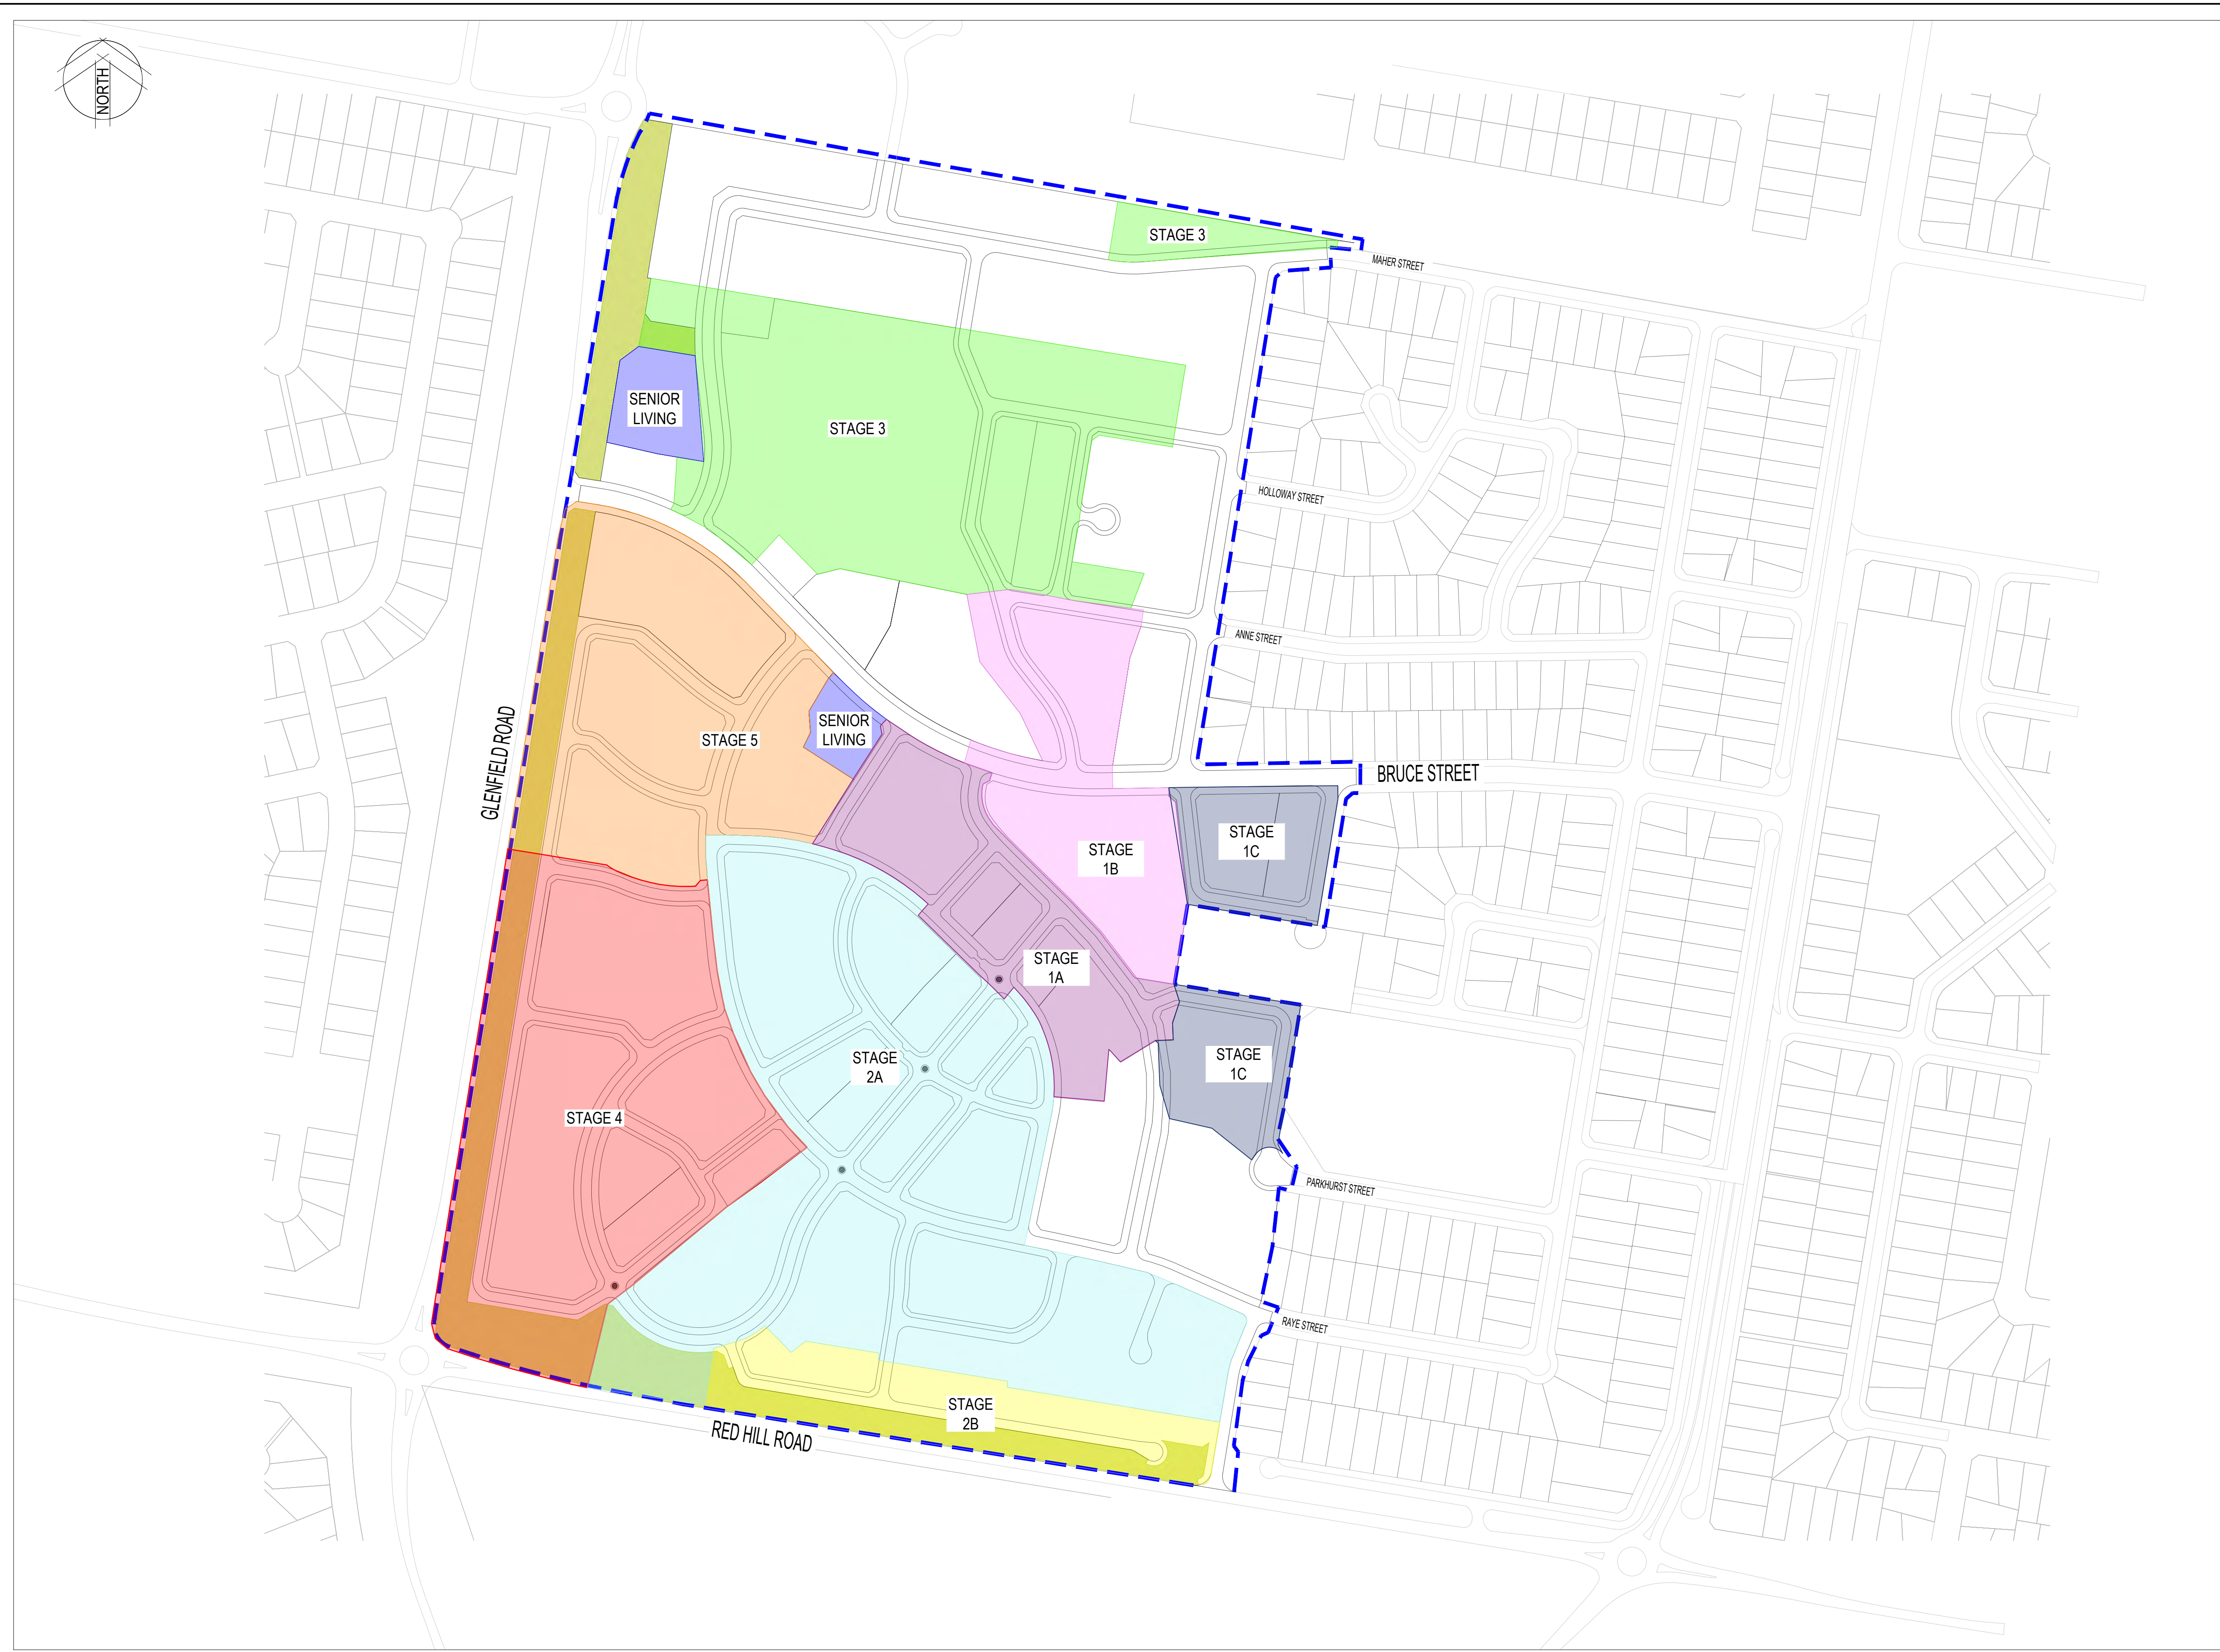 NORTH
STAGE 3
MAHER STREET
SENIOR
LIVING
STAGE 3
HOLLOWAY STREET
ANNE STREET
GLENFIELD ROAD
STAGE 5
SENIOR
LIVING
BRUCE STREET
STAGE
1C
STAGE
1B
STAGE
1A
STAGE
2A
STAGE
1C
STAGE 4
PARKHURST STREET
RAYE STREET
STAGE
2B
RED HILL ROAD